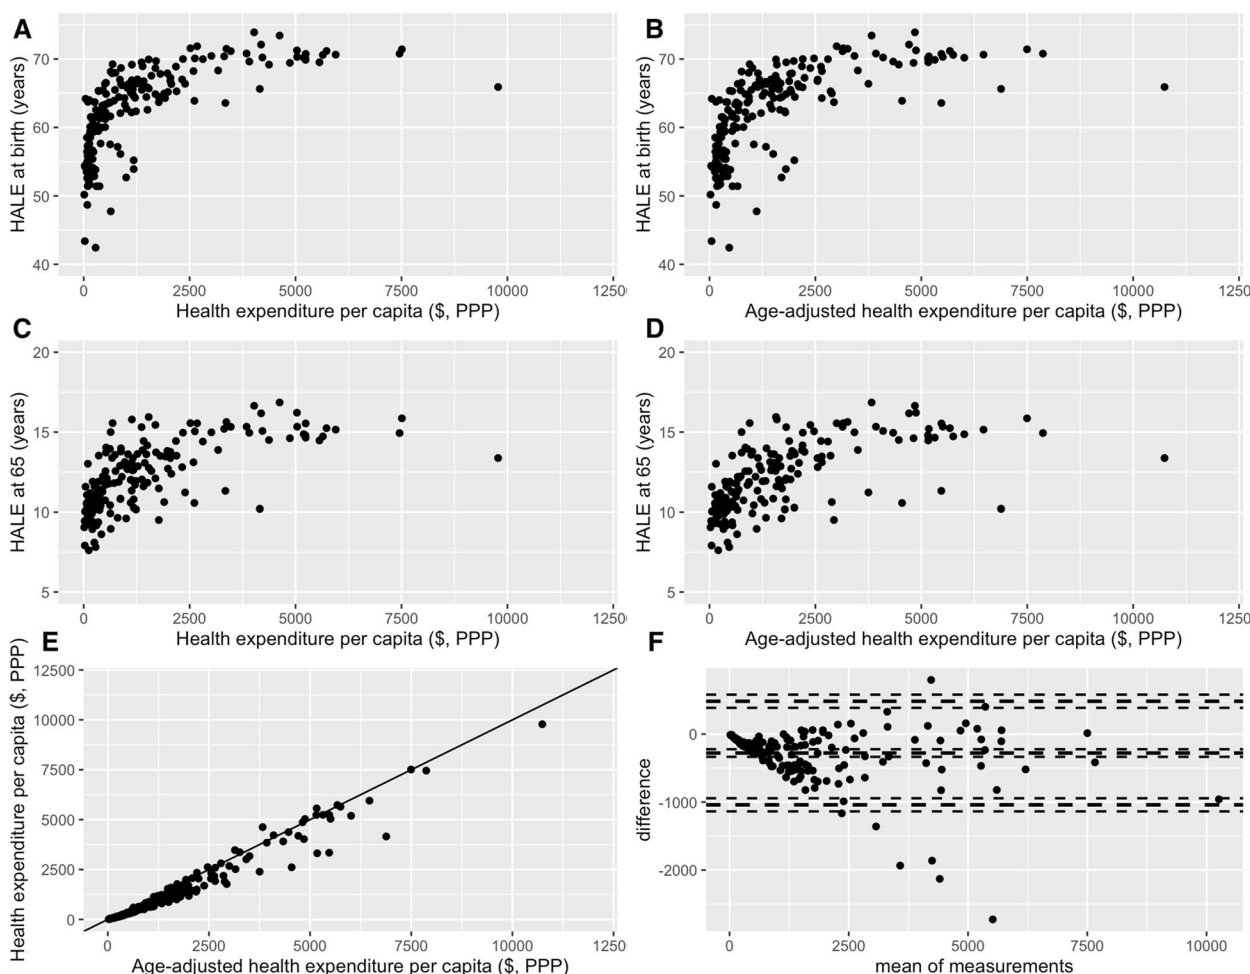 A
HALE at birth (years)
70
60
50
40
0 2500 5000 7500 10000 12500
Health expenditure per capita ($, PPP)
B
HALE at birth (years)
70
60
50
40
0 2500 5000 7500 10000 12500
Age-adjusted health expenditure per capita ($, PPP)
C
HALE at 65 (years)
20
15
10
5
0 2500 5000 7500 10000 12500
Health expenditure per capita ($, PPP)
D
HALE at 65 (years)
20
15
10
5
0 2500 5000 7500 10000 12500
Age-adjusted health expenditure per capita ($, PPP)
E
Health expenditure per capita ($, PPP)
12500
10000
7500
5000
2500
0
0 2500 5000 7500 10000 12500
Age-adjusted health expenditure per capita ($, PPP)
F
difference
0
-1000
-2000
0 2500 5000 7500 10000
mean of measurements